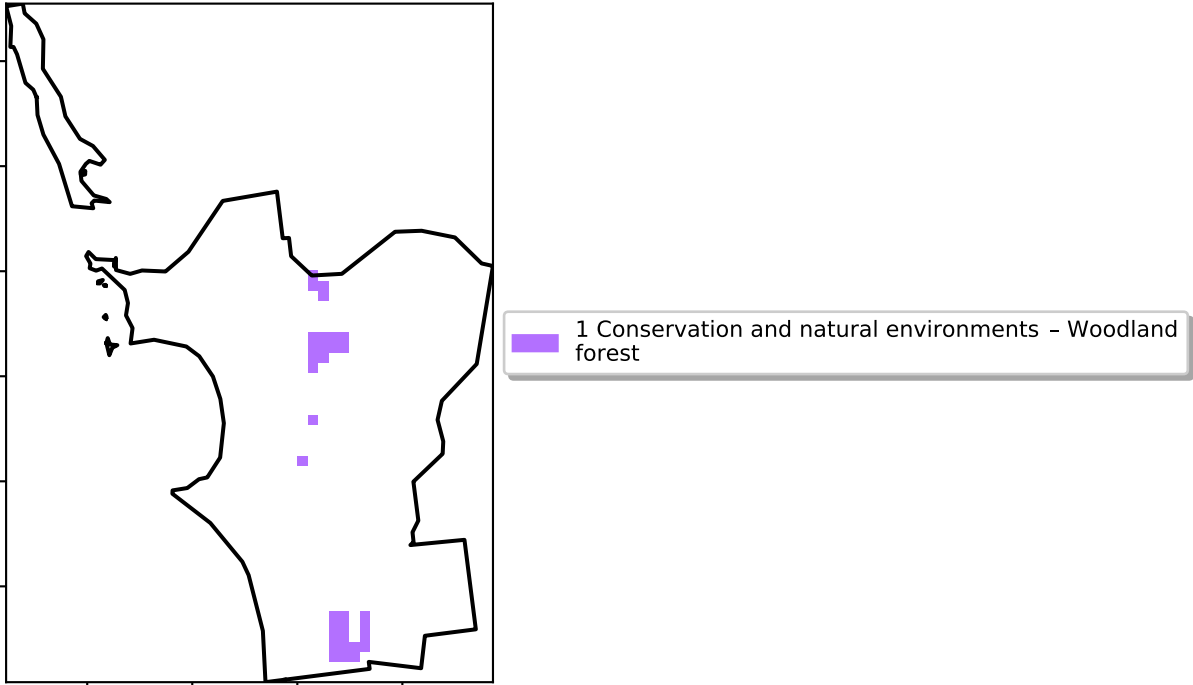 1 Conservation and natural environments – Woodland
forest